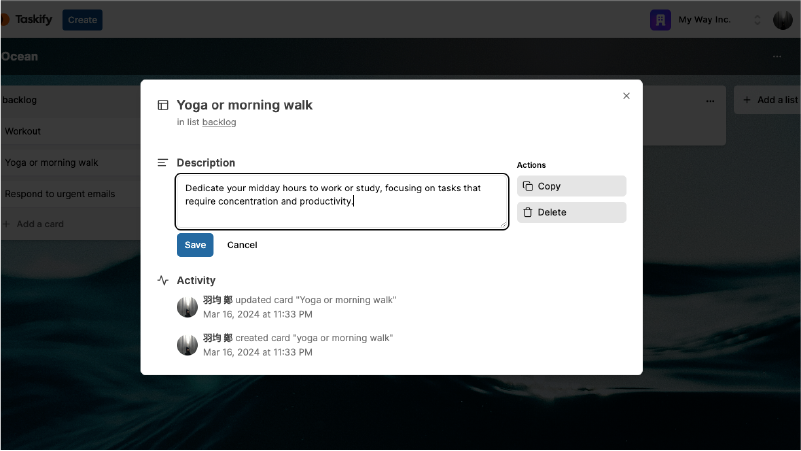 Taskify
Create
My Way Inc.
Ocean
backlog
Workout
Yoga or morning walk
Respond to urgent emails
+ Add a card
+ Add a list
Yoga or morning walk
in list backlog
Description
Dedicate your midday hours to work or study, focusing on tasks that
require concentration and productivity.
Save
Cancel
Actions
Copy
Delete
Activity
羽均 鄭 updated card "Yoga or morning walk"
Mar 16, 2024 at 11:33 PM
羽均 鄭 created card "yoga or morning walk"
Mar 16, 2024 at 11:33 PM